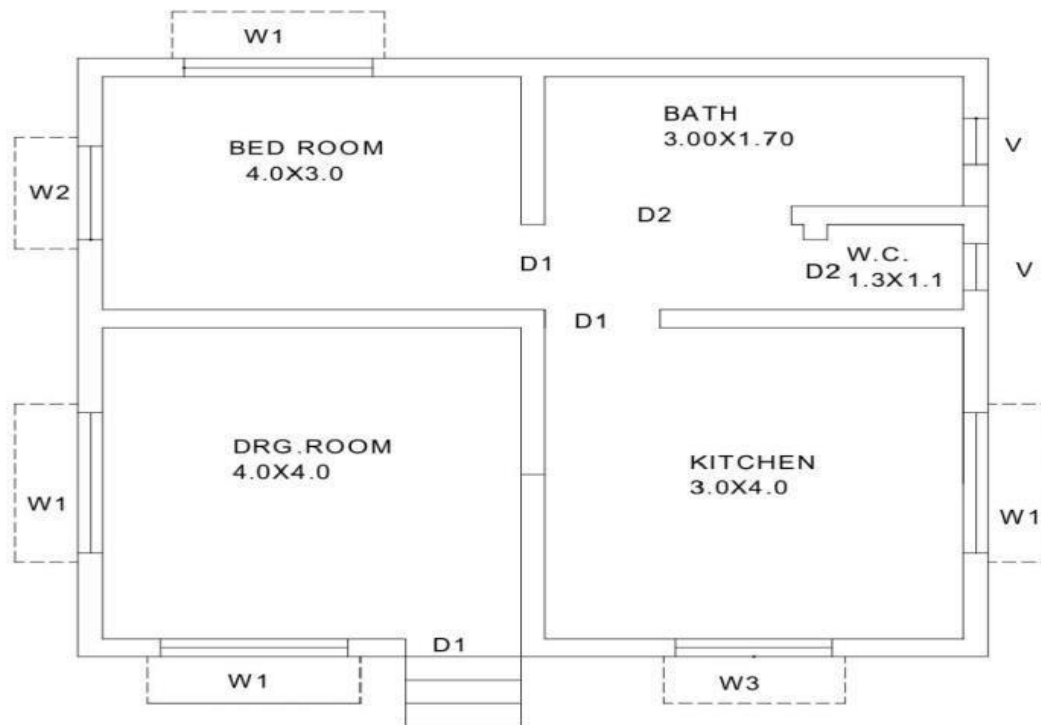 W1
BED ROOM
4.0X3.0
BATH
3.00X1.70
V
W2
D2
D1
D2
W.C.
1.3X1.1
V
D1
DRG.ROOM
4.0X4.0
KITCHEN
3.0X4.0
W1
W1
D1
W1
W3